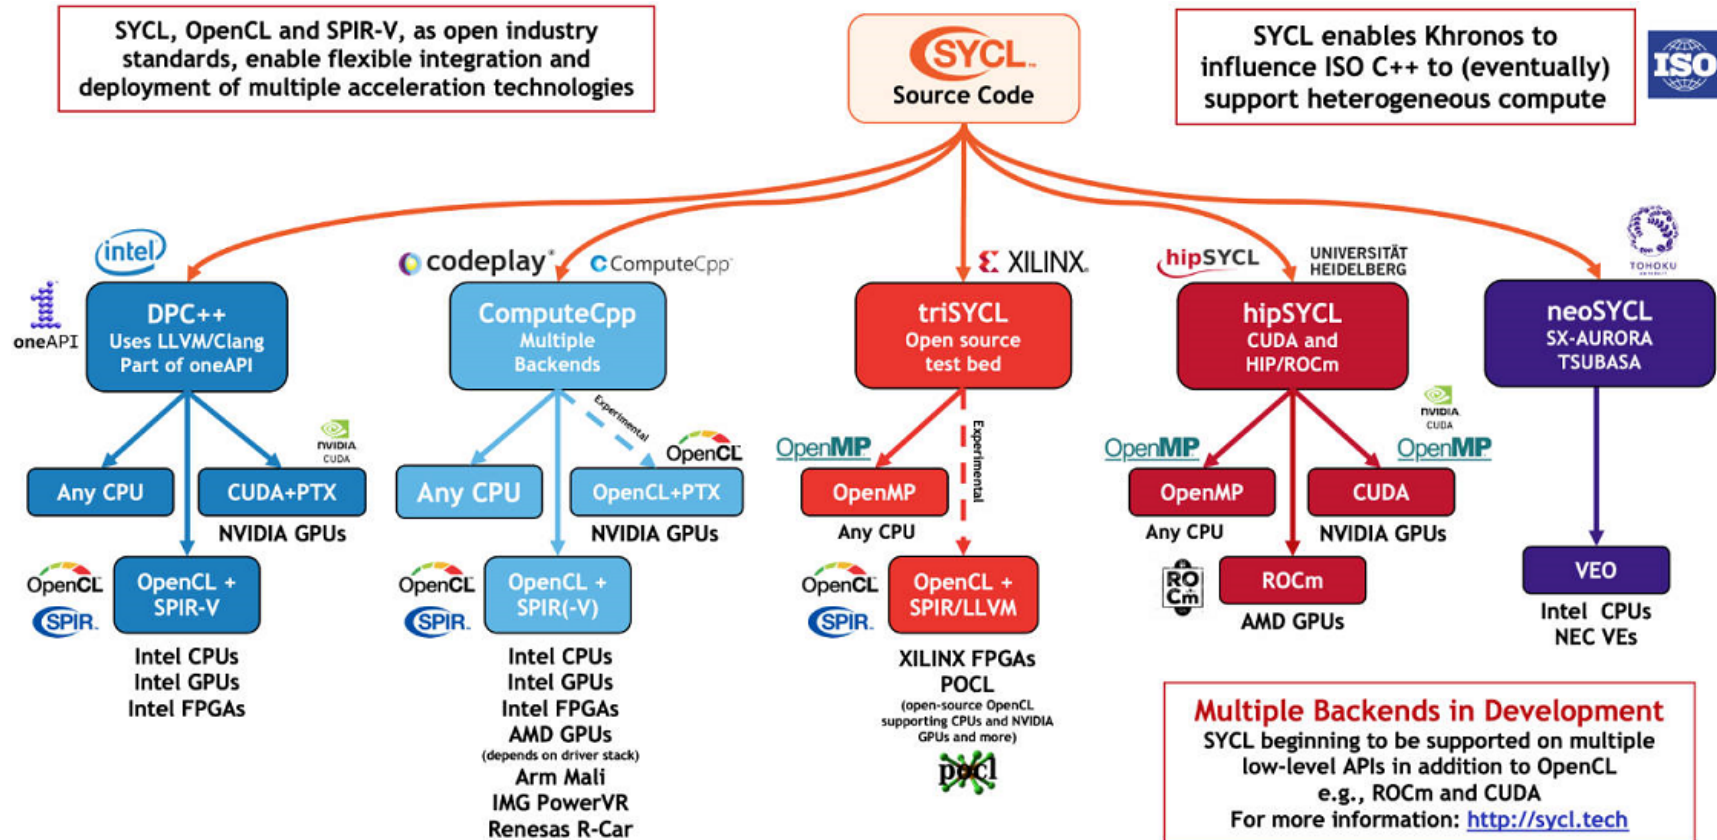 SYCL, OpenCL and SPIR-V, as open industry
standards, enable flexible integration and
deployment of multiple acceleration technologies
SYCL™
Source Code
SYCL enables Khronos to
influence ISO C++ to (eventually)
support heterogeneous compute
ISO
intel
oneAPI
DPC++
Uses LLVM/Clang
Part of oneAPI
NVIDIA
CUDA
Any CPU
CUDA+PTX
NVIDIA GPUs
OpenCL
SPIR™
OpenCL +
SPIR-V
Intel CPUs
Intel GPUs
Intel FPGAs
codeplay®
ComputeCpp™
ComputeCpp
Multiple
Backends
Experimental
OpenCL
Any CPU
OpenCL+PTX
NVIDIA GPUs
OpenCL
SPIR™
OpenCL +
SPIR(-V)
Intel CPUs
Intel GPUs
Intel FPGAs
AMD GPUs
(depends on driver stack)
Arm Mali
IMG PowerVR
Renesas R-Car
XILINX®
triSYCL
Open source
test bed
Experimental
OpenMP
OpenMP
Any CPU
OpenCL
SPIR™
OpenCL +
SPIR/LLVM
XILINX FPGAs
POCL
(open-source OpenCL
supporting CPUs and NVIDIA
GPUs and more)
pocl
hipSYCL
UNIVERSITÄT
HEIDELBERG
hipSYCL
CUDA and
HIP/ROCm
NVIDIA
CUDA
OpenMP
OpenMP
OpenMP
CUDA
Any CPU
NVIDIA GPUs
ROCm
ROCm
AMD GPUs
TOHOKU
UNIVERSITY
neoSYCL
SX-AURORA
TSUBASA
VEO
Intel CPUs
NEC VEs
Multiple Backends in Development
SYCL beginning to be supported on multiple
low-level APIs in addition to OpenCL
e.g., ROCm and CUDA
For more information: http://sycl.tech